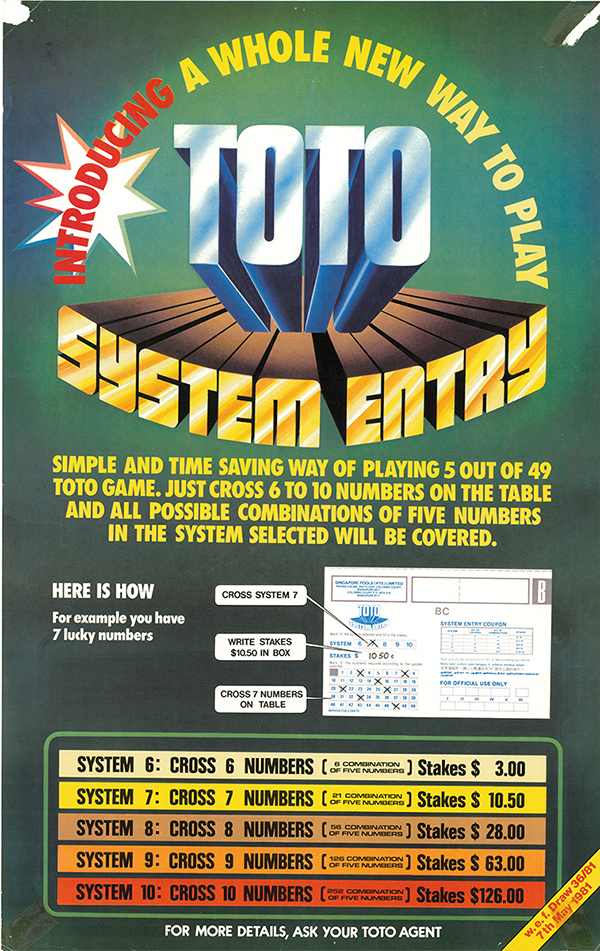 INTRODUCING A WHOLE NEW WAY TO PLAY
TOTO
SYSTEM ENTRY
SIMPLE AND TIME SAVING WAY OF PLAYING 5 OUT OF 49
TOTO GAME. JUST CROSS 6 TO 10 NUMBERS ON THE TABLE
AND ALL POSSIBLE COMBINATIONS OF FIVE NUMBERS
IN THE SYSTEM SELECTED WILL BE COVERED.
HERE IS HOW
For example you have
7 lucky numbers
CROSS SYSTEM 7
WRITE STAKES
$10.50 IN BOX
CROSS 7 NUMBERS
ON TABLE
SINGAPORE POOLS (PTE) LIMITED
B
BC
TOTO
SYSTEM ENTRY
SYSTEM ENTRY COUPON
SYSTEM 6 8 9 10
STAKES $ 10 50 ¢
FOR OFFICIAL USE ONLY
SYSTEM 6: CROSS 6 NUMBERS [6 COMBINATION OF FIVE NUMBERS] Stakes $ 3.00
SYSTEM 7: CROSS 7 NUMBERS [21 COMBINATION OF FIVE NUMBERS] Stakes $ 10.50
SYSTEM 8: CROSS 8 NUMBERS [56 COMBINATION OF FIVE NUMBERS] Stakes $ 28.00
SYSTEM 9: CROSS 9 NUMBERS [126 COMBINATION OF FIVE NUMBERS] Stakes $ 63.00
SYSTEM 10: CROSS 10 NUMBERS [252 COMBINATION OF FIVE NUMBERS] Stakes $126.00
w.e.f. Draw 36/81
7th May 1981
FOR MORE DETAILS, ASK YOUR TOTO AGENT